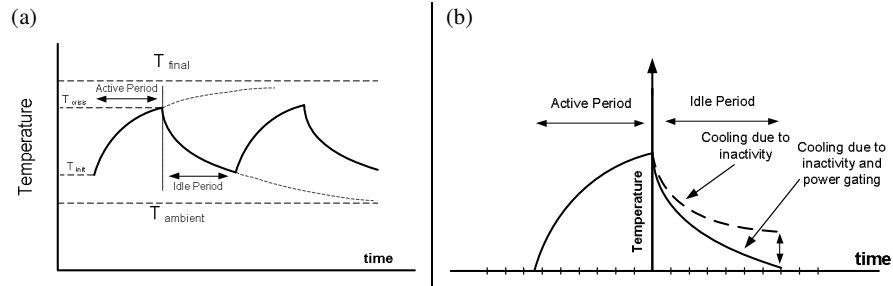 (a)
T final
Active Period
T crisis
T init
Idle Period
T ambient
Temperature
time
(b)
Active Period
Idle Period
Cooling due to
inactivity
Cooling due to
inactivity and
power gating
Temperature
time